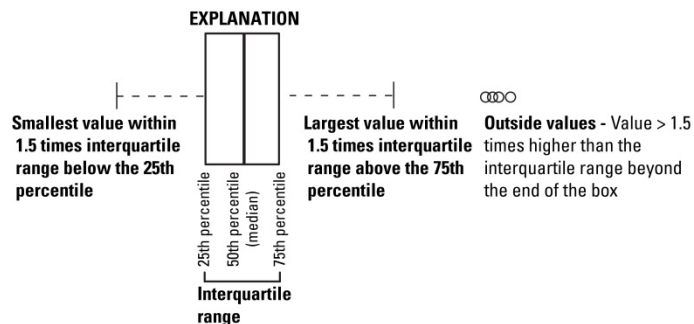 EXPLANATION
Smallest value within
1.5 times interquartile
range below the 25th
percentile
Largest value within
1.5 times interquartile
range above the 75th
percentile
Outside values - Value > 1.5
times higher than the
interquartile range beyond
the end of the box
25th percentile
50th percentile
(median)
75th percentile
Interquartile
range